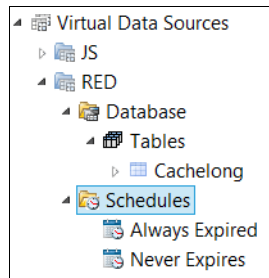 Virtual Data Sources
JS
RED
Database
Tables
Cachelong
Schedules
Always Expired
Never Expires